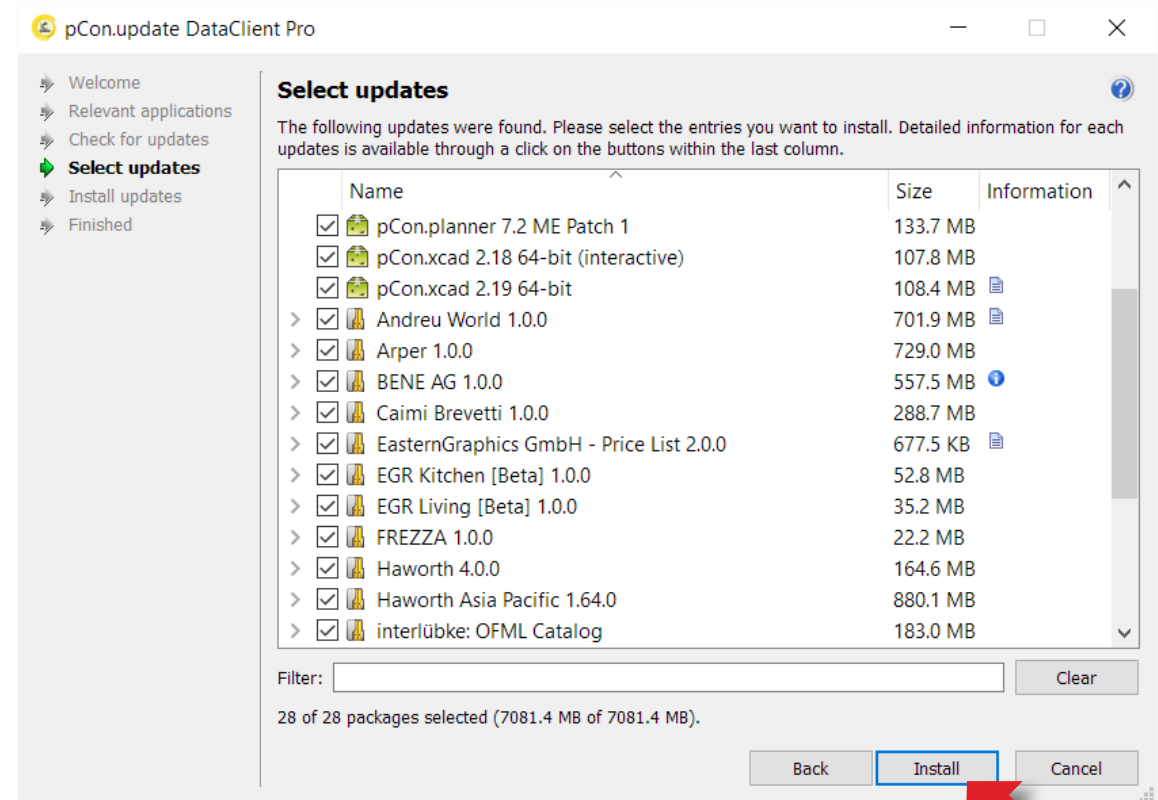 pCon.update DataClient Pro
Welcome
Relevant applications
Check for updates
Select updates
Install updates
Finished
Select updates
The following updates were found. Please select the entries you want to install. Detailed information for each
updates is available through a click on the buttons within the last column.
Name Size Information
pCon.planner 7.2 ME Patch 1 133.7 MB
pCon.xcad 2.18 64-bit (interactive) 107.8 MB
pCon.xcad 2.19 64-bit 108.4 MB
Andreu World 1.0.0 701.9 MB
Arper 1.0.0 729.0 MB
BENE AG 1.0.0 557.5 MB
Caimi Brevetti 1.0.0 288.7 MB
EasternGraphics GmbH - Price List 2.0.0 677.5 KB
EGR Kitchen [Beta] 1.0.0 52.8 MB
EGR Living [Beta] 1.0.0 35.2 MB
FREZZA 1.0.0 22.2 MB
Haworth 4.0.0 164.6 MB
Haworth Asia Pacific 1.64.0 880.1 MB
interlübke: OFML Catalog 183.0 MB
Filter: Clear
28 of 28 packages selected (7081.4 MB of 7081.4 MB).
Back Install Cancel